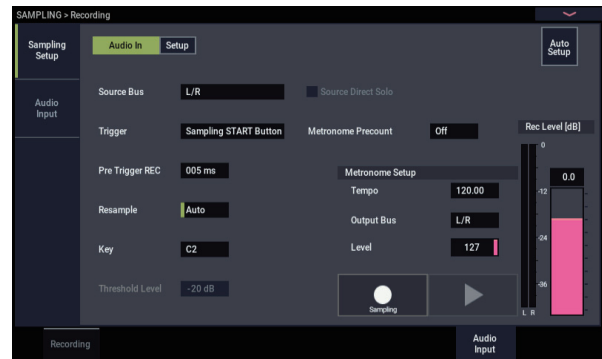 SAMPLING > Recording
Sampling
Setup
Audio In
Setup
Auto
Setup
Audio
Input
Source Bus
L/R
Source Direct Solo
Trigger
Sampling START Button
Metronome Precount
Off
Rec Level [dB]
Pre Trigger REC
005 ms
Metronome Setup
Tempo
120.00
Resample
Auto
Output Bus
L/R
Key
C2
Level
127
Threshold Level
-20 dB
Sampling
0
-12
-24
-36
L R
0.0
Recording
Audio
Input